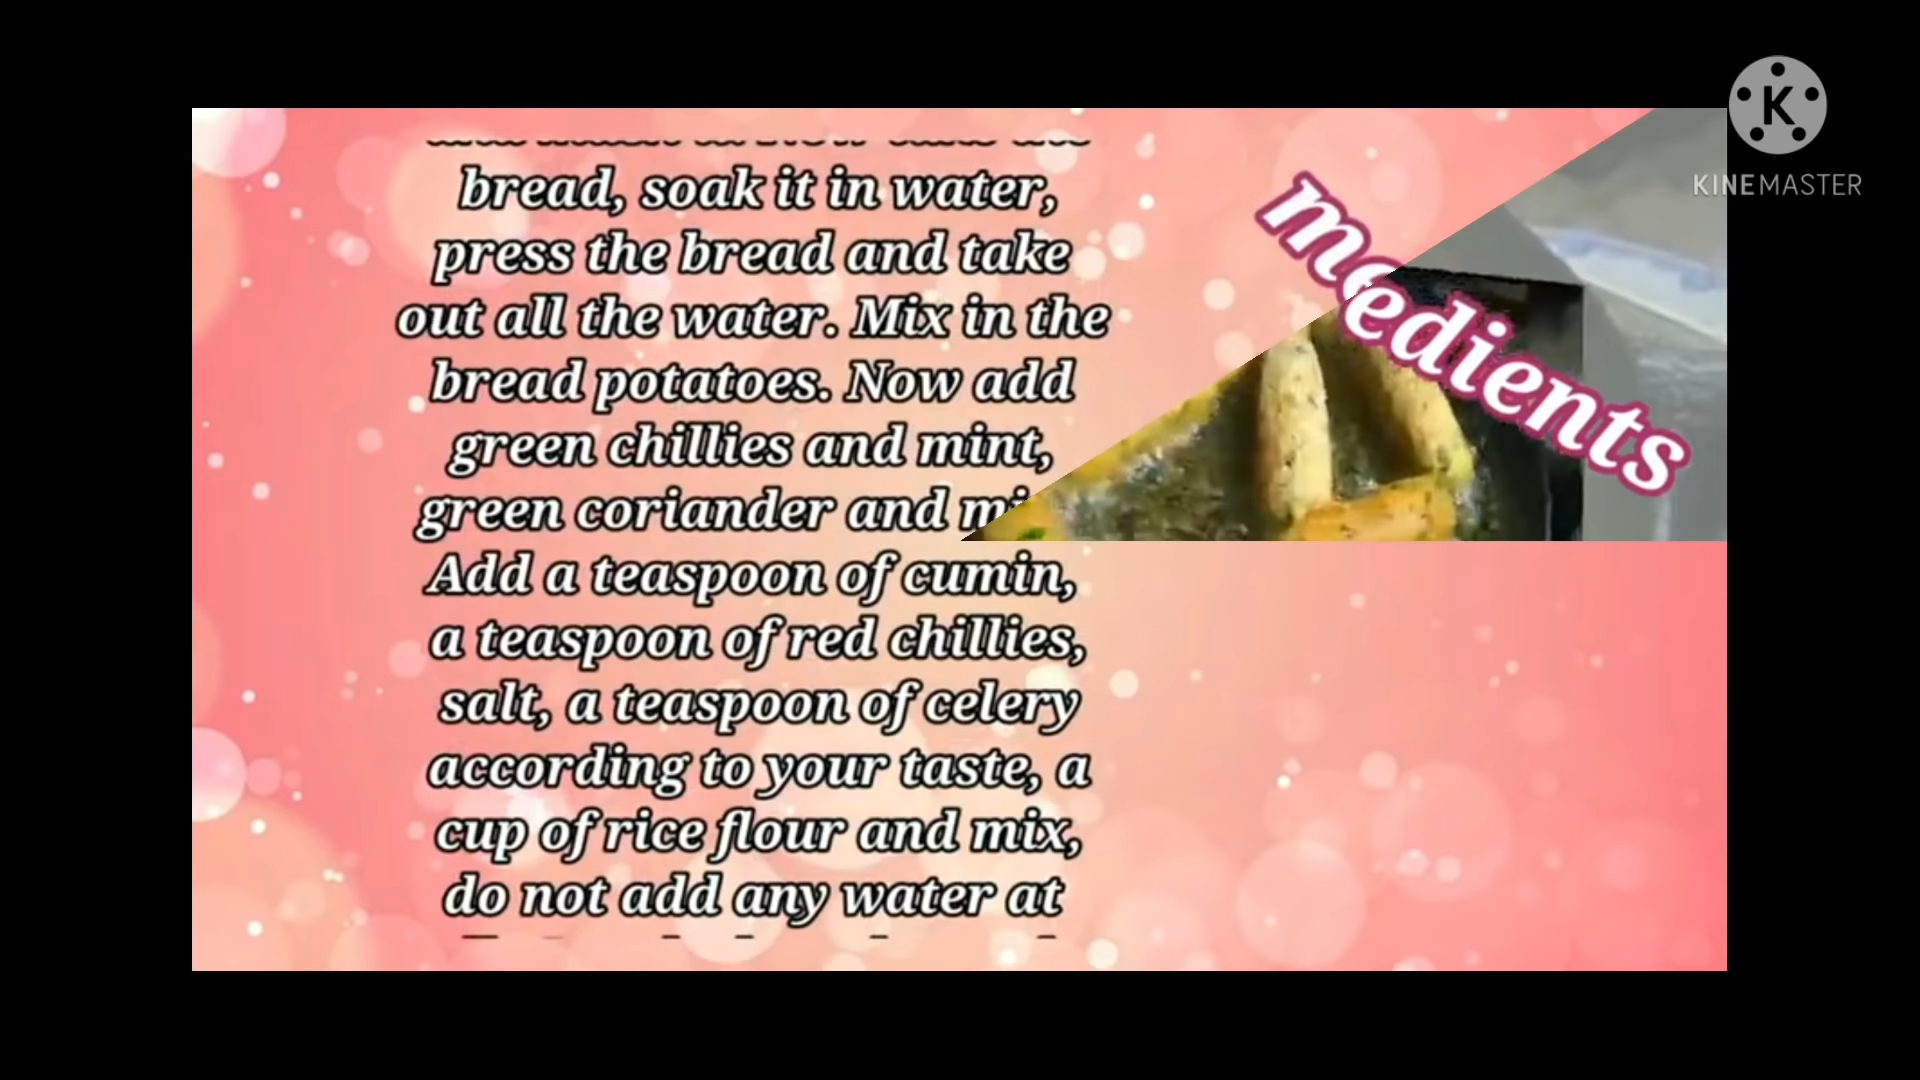 bread, soak it in water,
press the bread and take
out all the water. Mix in the
bread potatoes. Now add
green chillies and mint,
green coriander and
Add a teaspoon of cumin,
a teaspoon of red chillies,
salt, a teaspoon of celery
according to your taste, a
cup of rice flour and mix,
do not add any water at
edients
K
KINEMASTER